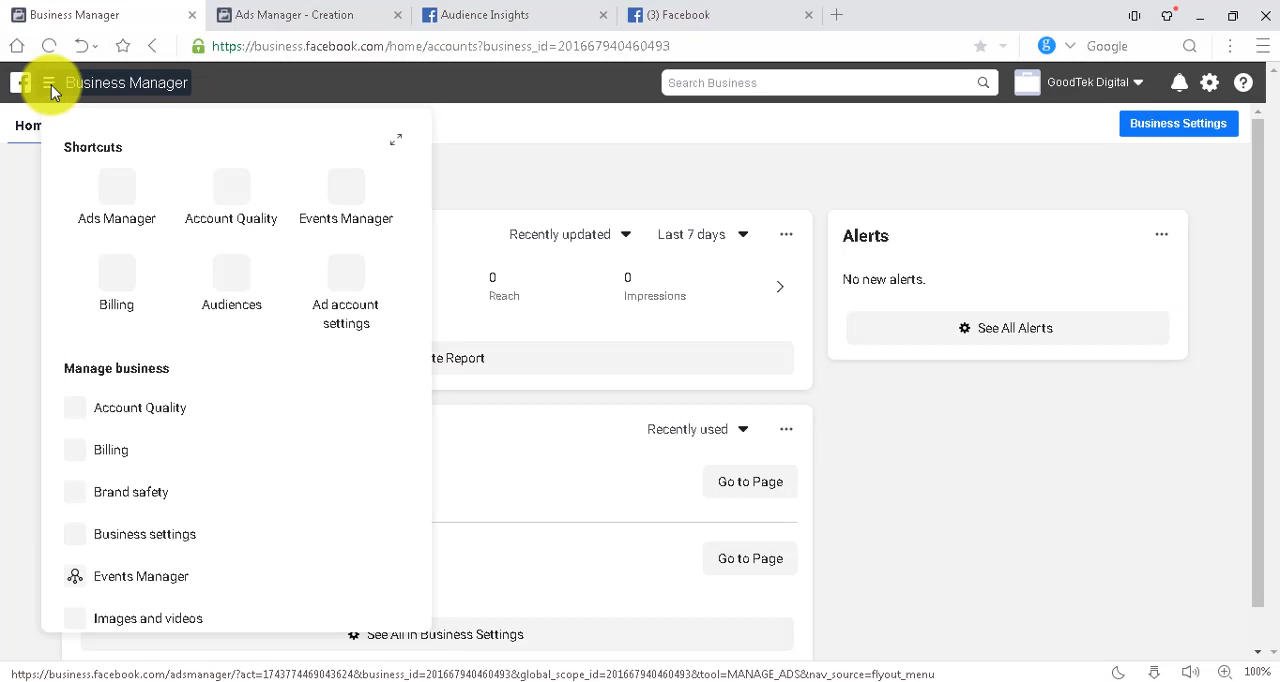 Business Manager
Ads Manager - Creation
Audience Insights
(3) Facebook
https://business.facebook.com/home/accounts?business_id=201667940460493
Google
Business Manager
Search Business
GoodTek Digital
Hom
Business Settings
Shortcuts
Ads Manager
Account Quality
Events Manager
Billing
Audiences
Ad account
settings
Manage business
Account Quality
Billing
Brand safety
Business settings
Events Manager
Images and videos
Recently updated
Last 7 days
0
Reach
0
Impressions
te Report
Alerts
No new alerts.
See All Alerts
Recently used
Go to Page
Go to Page
See All in Business Settings
https://business.facebook.com/adsmanager/?act=1743774469043624&business_id=201667940460493&global_scope_id=201667940460493&tool=MANAGE_ADS&nav_source=flyout_menu
100%